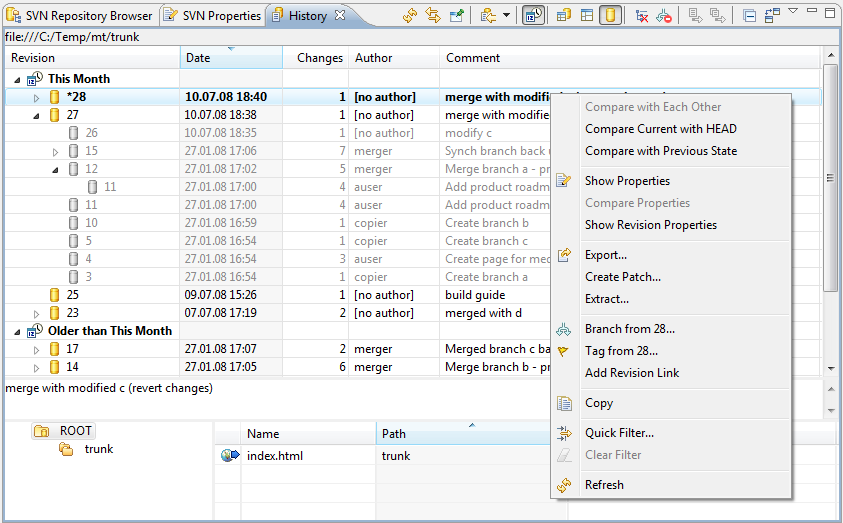 SVN Repository Browser SVN Properties History
file:///C:/Temp/mt/trunk
Revision Date Changes Author Comment
This Month
*28 10.07.08 18:40 1 [no author] merge with modified
27 10.07.08 18:38 1 [no author] merge with modifie
26 10.07.08 18:35 1 [no author] modify c
15 27.01.08 17:06 7 merger Synch branch back
12 27.01.08 17:02 5 merger Merge branch a - pr
11 27.01.08 17:00 4 auser Add product roadm
11 27.01.08 17:00 4 auser Add product roadm
10 27.01.08 16:59 1 copier Create branch b
5 27.01.08 16:54 1 copier Create branch c
4 27.01.08 16:54 3 auser Create page for med
3 27.01.08 16:54 1 copier Create branch a
25 09.07.08 15:26 1 [no author] build guide
23 07.07.08 17:19 2 [no author] merged with d
Older than This Month
17 27.01.08 17:07 2 merger Merged branch c ba
14 27.01.08 17:05 6 merger Merge branch b - pr
merge with modified c (revert changes)
ROOT
trunk
Name Path
index.html trunk
Compare with Each Other
Compare Current with HEAD
Compare with Previous State
Show Properties
Compare Properties
Show Revision Properties
Export...
Create Patch...
Extract...
Branch from 28...
Tag from 28...
Add Revision Link
Copy
Quick Filter...
Clear Filter
Refresh